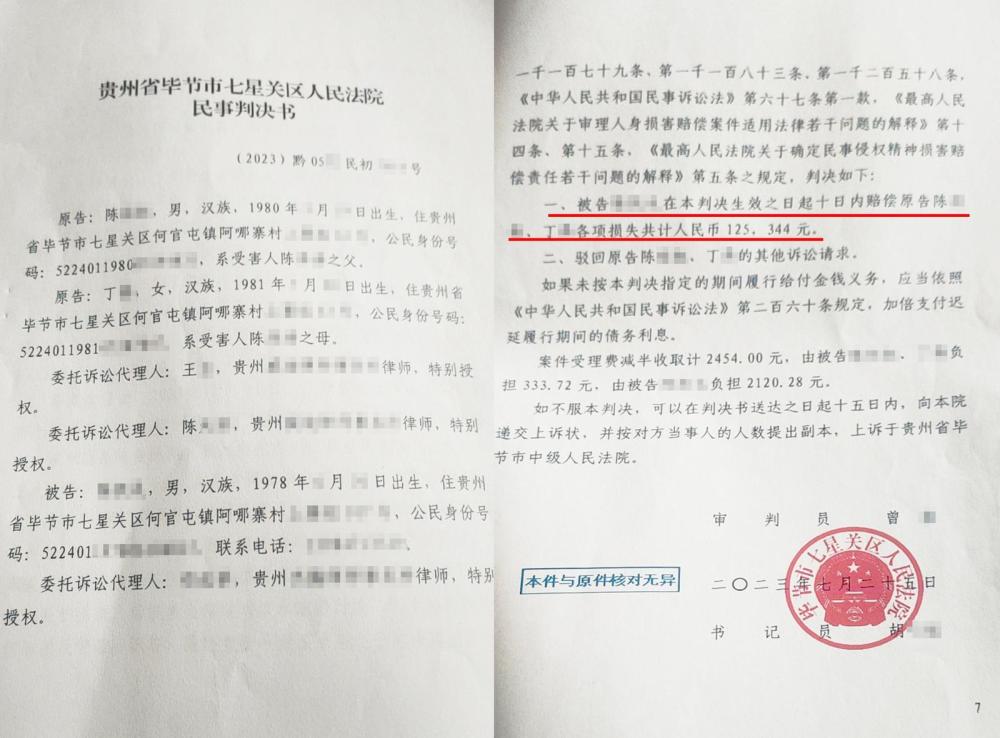 贵州省毕节市七星关区人民法院
民事判决书
（2023）黔05 民初 号
原告：陈 ，男，汉族，1980年 月 日出生，住贵州
省毕节市七星关区何官屯镇阿哪寨村 ，公民身份号
码：5224011980 ，系受害人陈 之父。
原告：丁 ，女，汉族，1981年 月 日出生，住贵州省
毕节市七星关区何官屯镇阿哪寨村 ，公民身份号码：
5224011981 系受害人陈 之母。
委托诉讼代理人：王 ，贵州 律师，特别授
权。
委托诉讼代理人：陈 ，贵州 律师，特别
授权。
被告： ，男，汉族，1978年 月 日出生，住贵州
省毕节市七星关区何官屯镇阿哪寨村 ，公民身份号
码：522401 联系电话：
委托诉讼代理人： ，贵州 律师，特别
授权。
一千一百七十九条、第一千一百八十三条、第一千二百五十八条，
《中华人民共和国民事诉讼法》第六十七条第一款，《最高人民
法院关于审理人身损害赔偿案件适用法律若干问题的解释》第十
四条、第十五条，《最高人民法院关于确定民事侵权精神损害赔
偿责任若干问题的解释》第五条之规定，判决如下：
一、被告 在本判决生效之日起十日内赔偿原告陈
、丁 各项损失共计人民币125，344元。
二、驳回原告陈 、丁 的其他诉讼请求。
如果未按本判决指定的期间履行给付金钱义务，应当依照
《中华人民共和国民事诉讼法》第二百六十条规定，加倍支付迟
延履行期间的债务利息。
案件受理费减半收取计2454.00元，由被告 、 负
担333.72元，由被告 负担2120.28元。
如不服本判决，可以在判决书送达之日起十五日内，向本院
递交上诉状，并按对方当事人的人数提出副本，上诉于贵州省毕
节市中级人民法院。
审判员 曾
本件与原件核对无异
二〇二三年七月二十五日
毕节市七星关区人民法院
书记员 胡
7